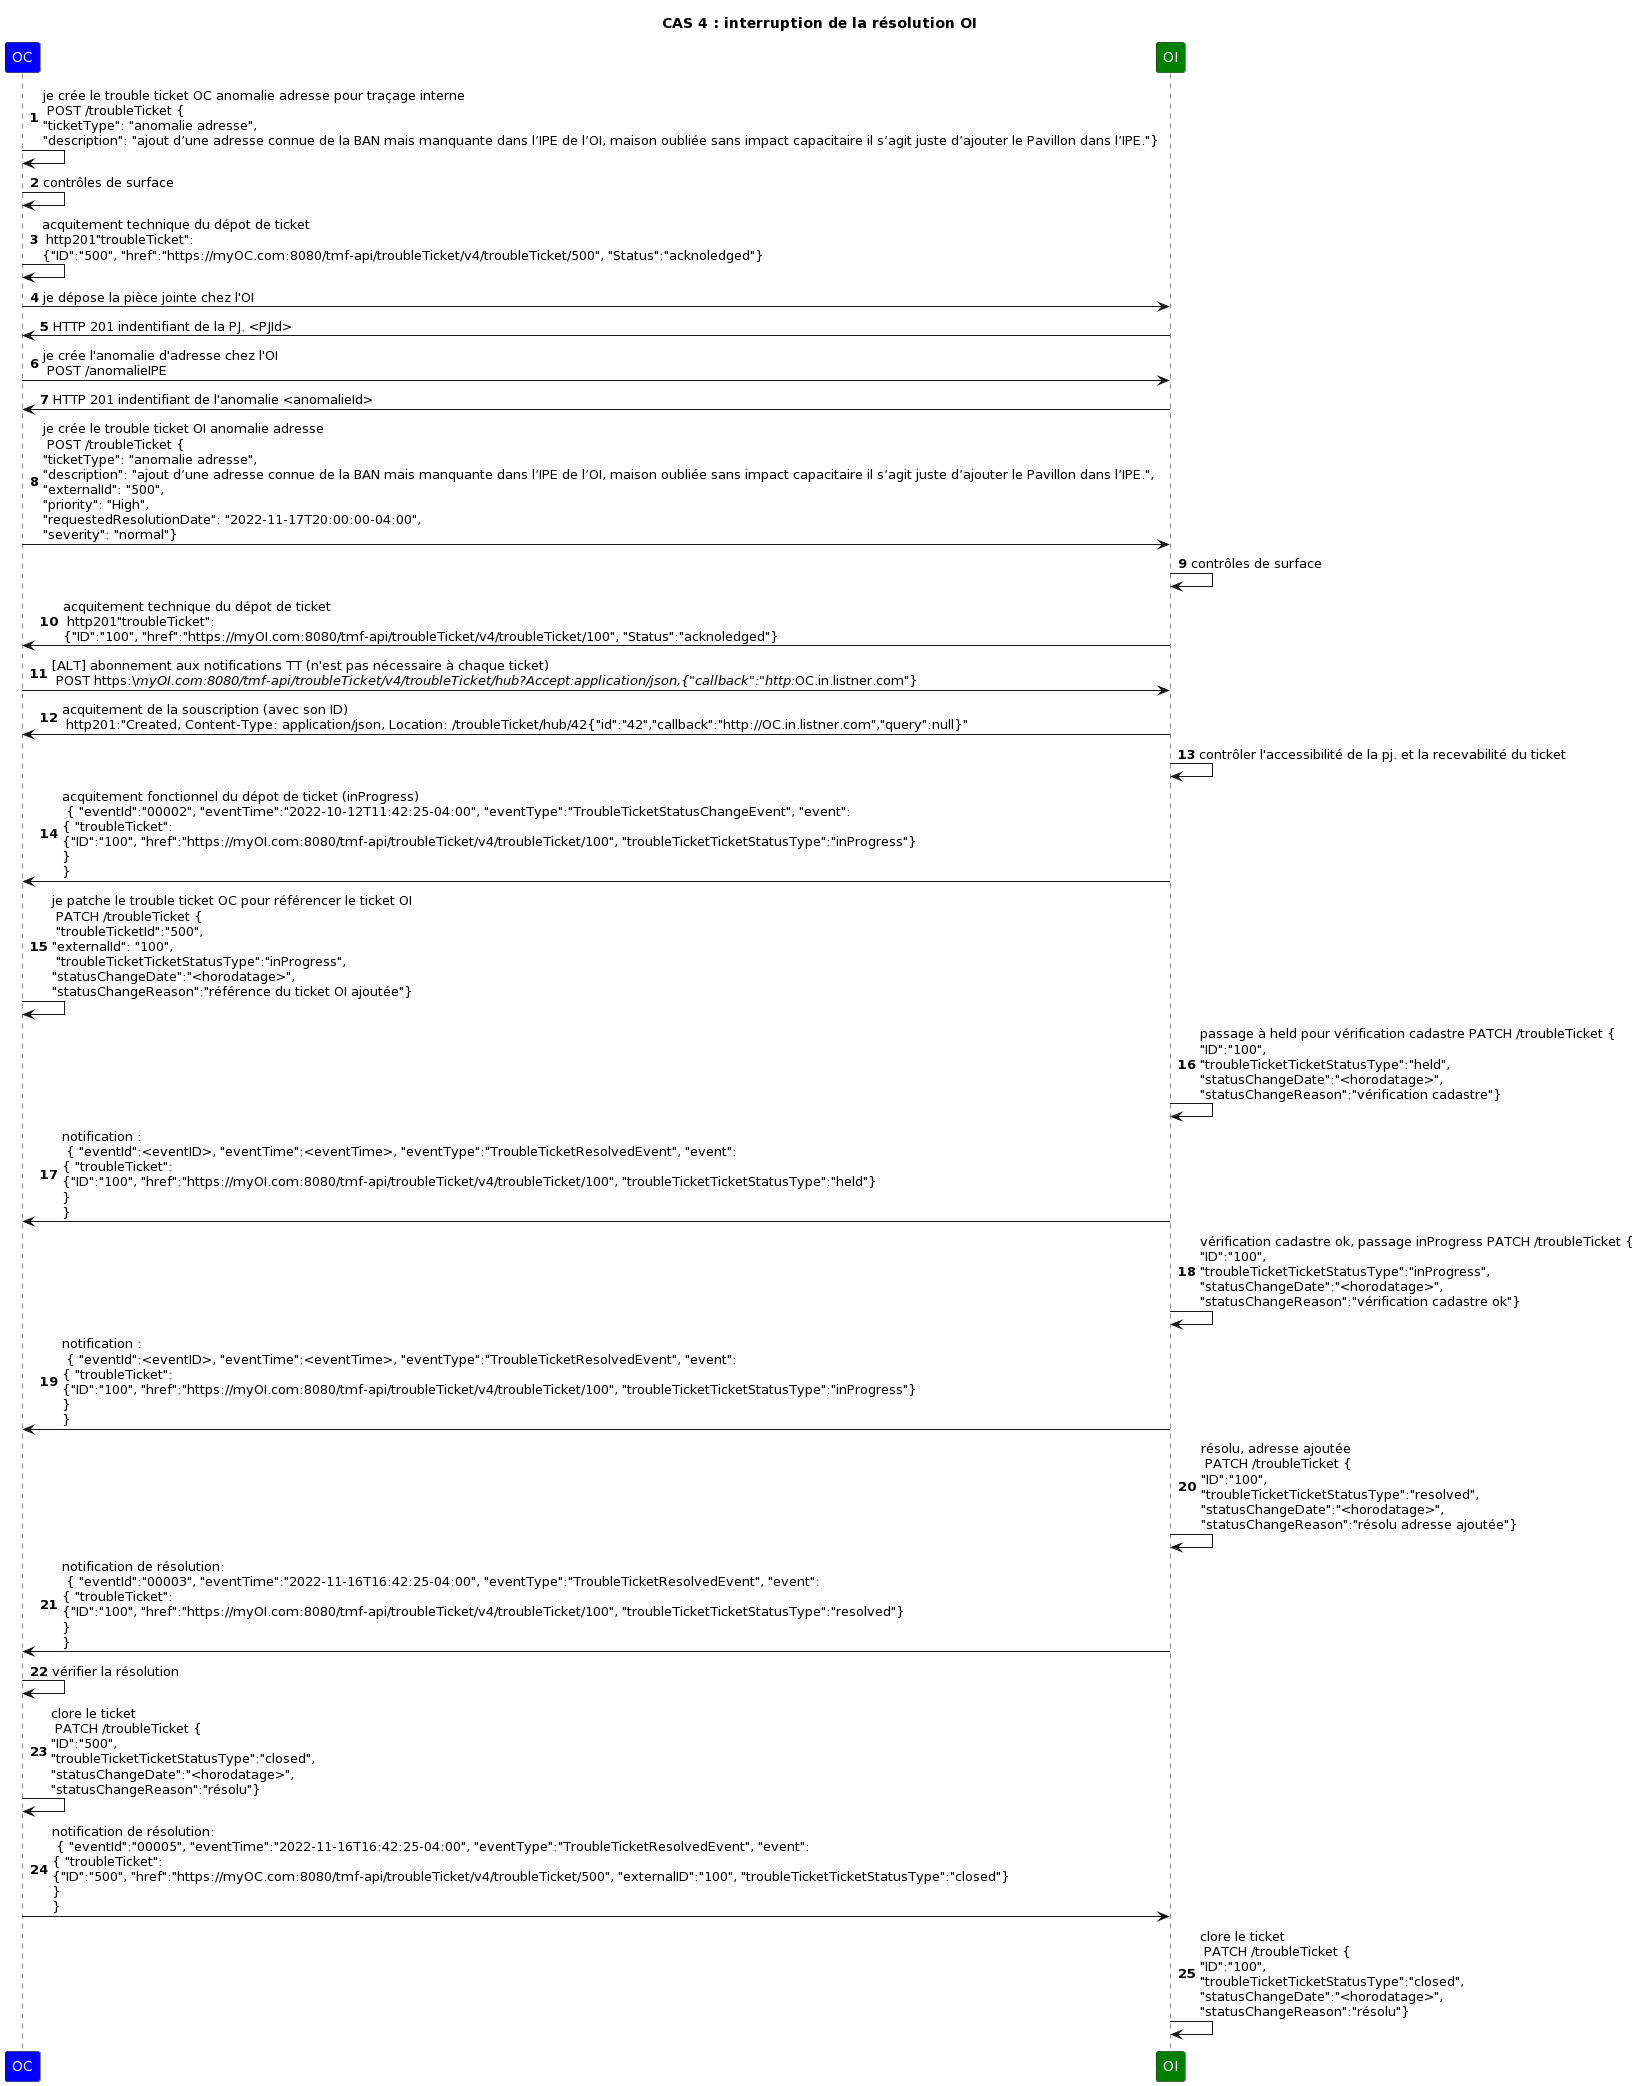 CAS 4 : interruption de la résolution OI
OC
OI
je crée le trouble ticket OC anomalie adresse pour traçage interne
POST /troubleTicket {
1
"ticketType": "anomalie adresse",
"description": "ajout d’une adresse connue de la BAN mais manquante dans l’IPE de l’OI, maison oubliée sans impact capacitaire il s’agit juste d’ajouter le Pavillon dans l’IPE."}
2 contrôles de surface
acquitement technique du dépot de ticket
3 http201"troubleTicket":
{"ID":"500", "href":"https://myOC.com:8080/tmf-api/troubleTicket/v4/troubleTicket/500", "Status":"acknoledged"}
4 je dépose la pièce jointe chez l'OI
5 HTTP 201 indentifiant de la PJ. <PJId>
je crée l'anomalie d'adresse chez l'OI
6
POST /anomalieIPE
7 HTTP 201 indentifiant de l'anomalie <anomalieId>
je crée le trouble ticket OI anomalie adresse
POST /troubleTicket {
"ticketType": "anomalie adresse",
"description": "ajout d’une adresse connue de la BAN mais manquante dans l’IPE de l’OI, maison oubliée sans impact capacitaire il s’agit juste d’ajouter le Pavillon dans l’IPE.",
8
"externalId": "500",
"priority": "High",
"requestedResolutionDate": "2022-11-17T20:00:00-04:00",
"severity": "normal"}
9 contrôles de surface
acquitement technique du dépot de ticket
10 http201"troubleTicket":
{"ID":"100", "href":"https://myOI.com:8080/tmf-api/troubleTicket/v4/troubleTicket/100", "Status":"acknoledged"}
[ALT] abonnement aux notifications TT (n'est pas nécessaire à chaque ticket)
11
POST https:\myOI.com:8080/tmf-api/troubleTicket/v4/troubleTicket/hub?Accept:application/json,{"callback":"http:OC.in.listner.com"}
acquitement de la souscription (avec son ID)
12
http201:"Created, Content-Type: application/json, Location: /troubleTicket/hub/42{"id":"42","callback":"http://OC.in.listner.com","query":null}"
13 contrôler l'accessibilité de la pj. et la recevabilité du ticket
acquitement fonctionnel du dépot de ticket (inProgress)
{ "eventId":"00002", "eventTime":"2022-10-12T11:42:25-04:00", "eventType":"TroubleTicketStatusChangeEvent", "event":
{ "troubleTicket":
14
{"ID":"100", "href":"https://myOI.com:8080/tmf-api/troubleTicket/v4/troubleTicket/100", "troubleTicketTicketStatusType":"inProgress"}
}
}
je patche le trouble ticket OC pour référencer le ticket OI
PATCH /troubleTicket {
"troubleTicketId":"500",
15 "externalId": "100",
"troubleTicketTicketStatusType":"inProgress",
"statusChangeDate":"<horodatage>",
"statusChangeReason":"référence du ticket OI ajoutée"}
passage à held pour vérification cadastre PATCH /troubleTicket {
"ID":"100",
16 "troubleTicketTicketStatusType":"held",
"statusChangeDate":"<horodatage>",
"statusChangeReason":"vérification cadastre"}
notification :
{ "eventId":<eventID>, "eventTime":<eventTime>, "eventType":"TroubleTicketResolvedEvent", "event":
{ "troubleTicket":
17
{"ID":"100", "href":"https://myOI.com:8080/tmf-api/troubleTicket/v4/troubleTicket/100", "troubleTicketTicketStatusType":"held"}
}
}
vérification cadastre ok, passage inProgress PATCH /troubleTicket {
"ID":"100",
18 "troubleTicketTicketStatusType":"inProgress",
"statusChangeDate":"<horodatage>",
"statusChangeReason":"vérification cadastre ok"}
notification :
{ "eventId":<eventID>, "eventTime":<eventTime>, "eventType":"TroubleTicketResolvedEvent", "event":
{ "troubleTicket":
19
{"ID":"100", "href":"https://myOI.com:8080/tmf-api/troubleTicket/v4/troubleTicket/100", "troubleTicketTicketStatusType":"inProgress"}
}
}
résolu, adresse ajoutée
PATCH /troubleTicket {
"ID":"100",
20
"troubleTicketTicketStatusType":"resolved",
"statusChangeDate":"<horodatage>",
"statusChangeReason":"résolu adresse ajoutée"}
notification de résolution:
{ "eventId":"00003", "eventTime":"2022-11-16T16:42:25-04:00", "eventType":"TroubleTicketResolvedEvent", "event":
{ "troubleTicket":
21
{"ID":"100", "href":"https://myOI.com:8080/tmf-api/troubleTicket/v4/troubleTicket/100", "troubleTicketTicketStatusType":"resolved"}
}
}
22 vérifier la résolution
clore le ticket
PATCH /troubleTicket {
"ID":"500",
23
"troubleTicketTicketStatusType":"closed",
"statusChangeDate":"<horodatage>",
"statusChangeReason":"résolu"}
notification de résolution:
{ "eventId":"00005", "eventTime":"2022-11-16T16:42:25-04:00", "eventType":"TroubleTicketResolvedEvent", "event":
{ "troubleTicket":
24
{"ID":"500", "href":"https://myOC.com:8080/tmf-api/troubleTicket/v4/troubleTicket/500", "externalID":"100", "troubleTicketTicketStatusType":"closed"}
}
}
clore le ticket
PATCH /troubleTicket {
"ID":"100",
25
"troubleTicketTicketStatusType":"closed",
"statusChangeDate":"<horodatage>",
"statusChangeReason":"résolu"}
OC
OI